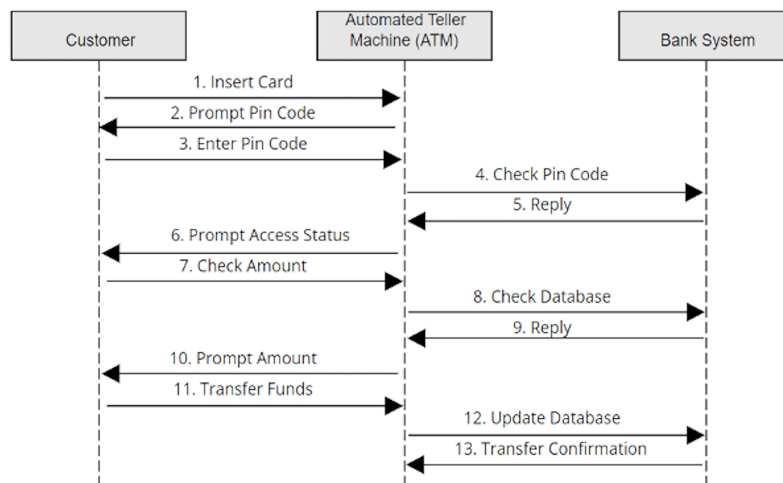 Customer
Automated Teller
Machine (ATM)
Bank System
1. Insert Card
2. Prompt Pin Code
3. Enter Pin Code
4. Check Pin Code
5. Reply
6. Prompt Access Status
7. Check Amount
8. Check Database
9. Reply
10. Prompt Amount
11. Transfer Funds
12. Update Database
13. Transfer Confirmation